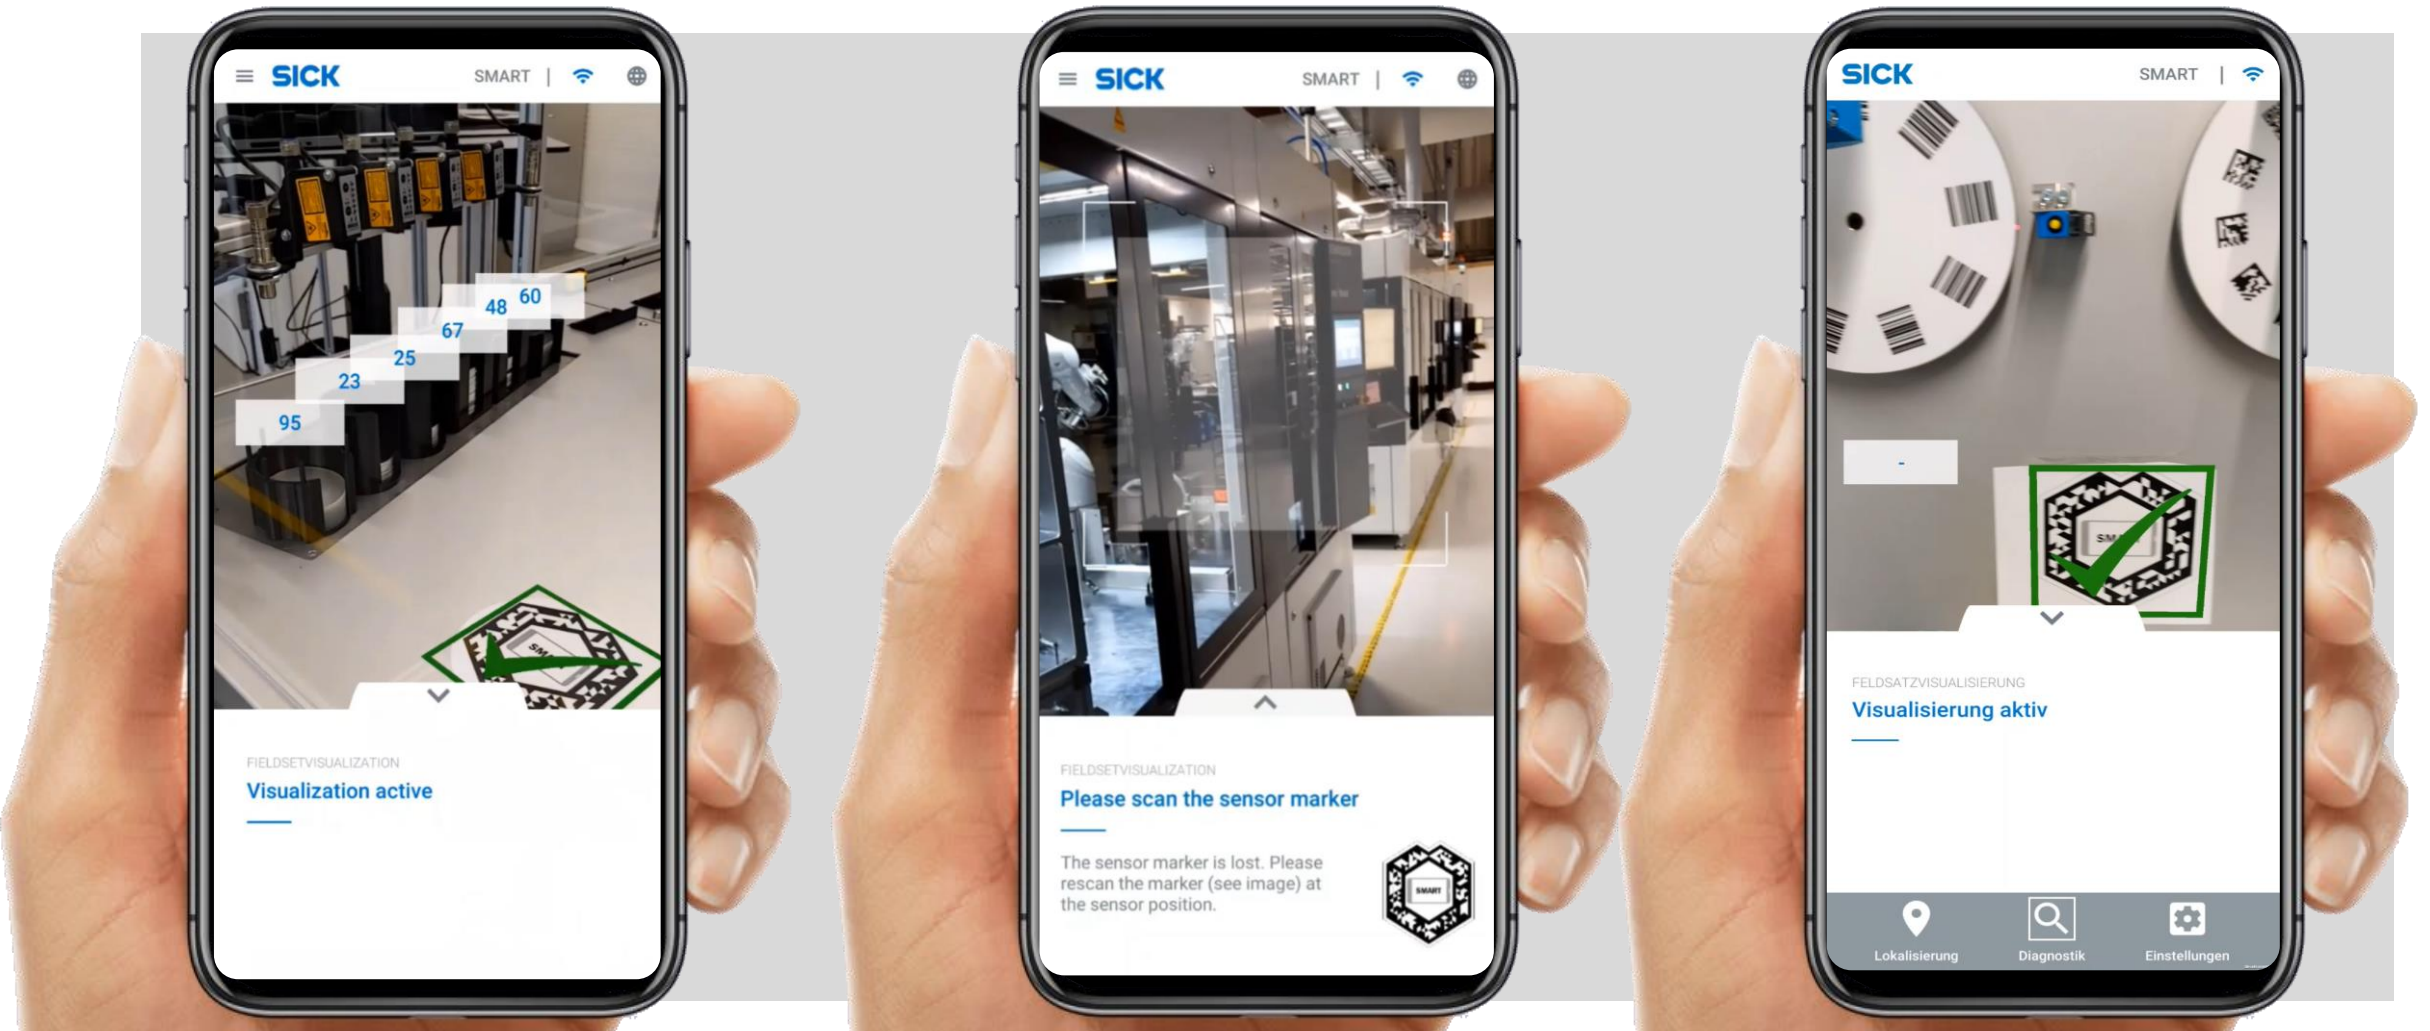 SICK SMART |
60
48
67
25
23
95
SMART
FIELDSETVISUALIZATION
Visualization active
SICK SMART |
FIELDSETVISUALIZATION
Please scan the sensor marker
The sensor marker is lost. Please
rescan the marker (see image) at
the sensor position.
SMART
SICK SMART |
-
FELDSATZVISUALISIERUNG
Visualisierung aktiv
Lokalisierung Diagnostik Einstellungen